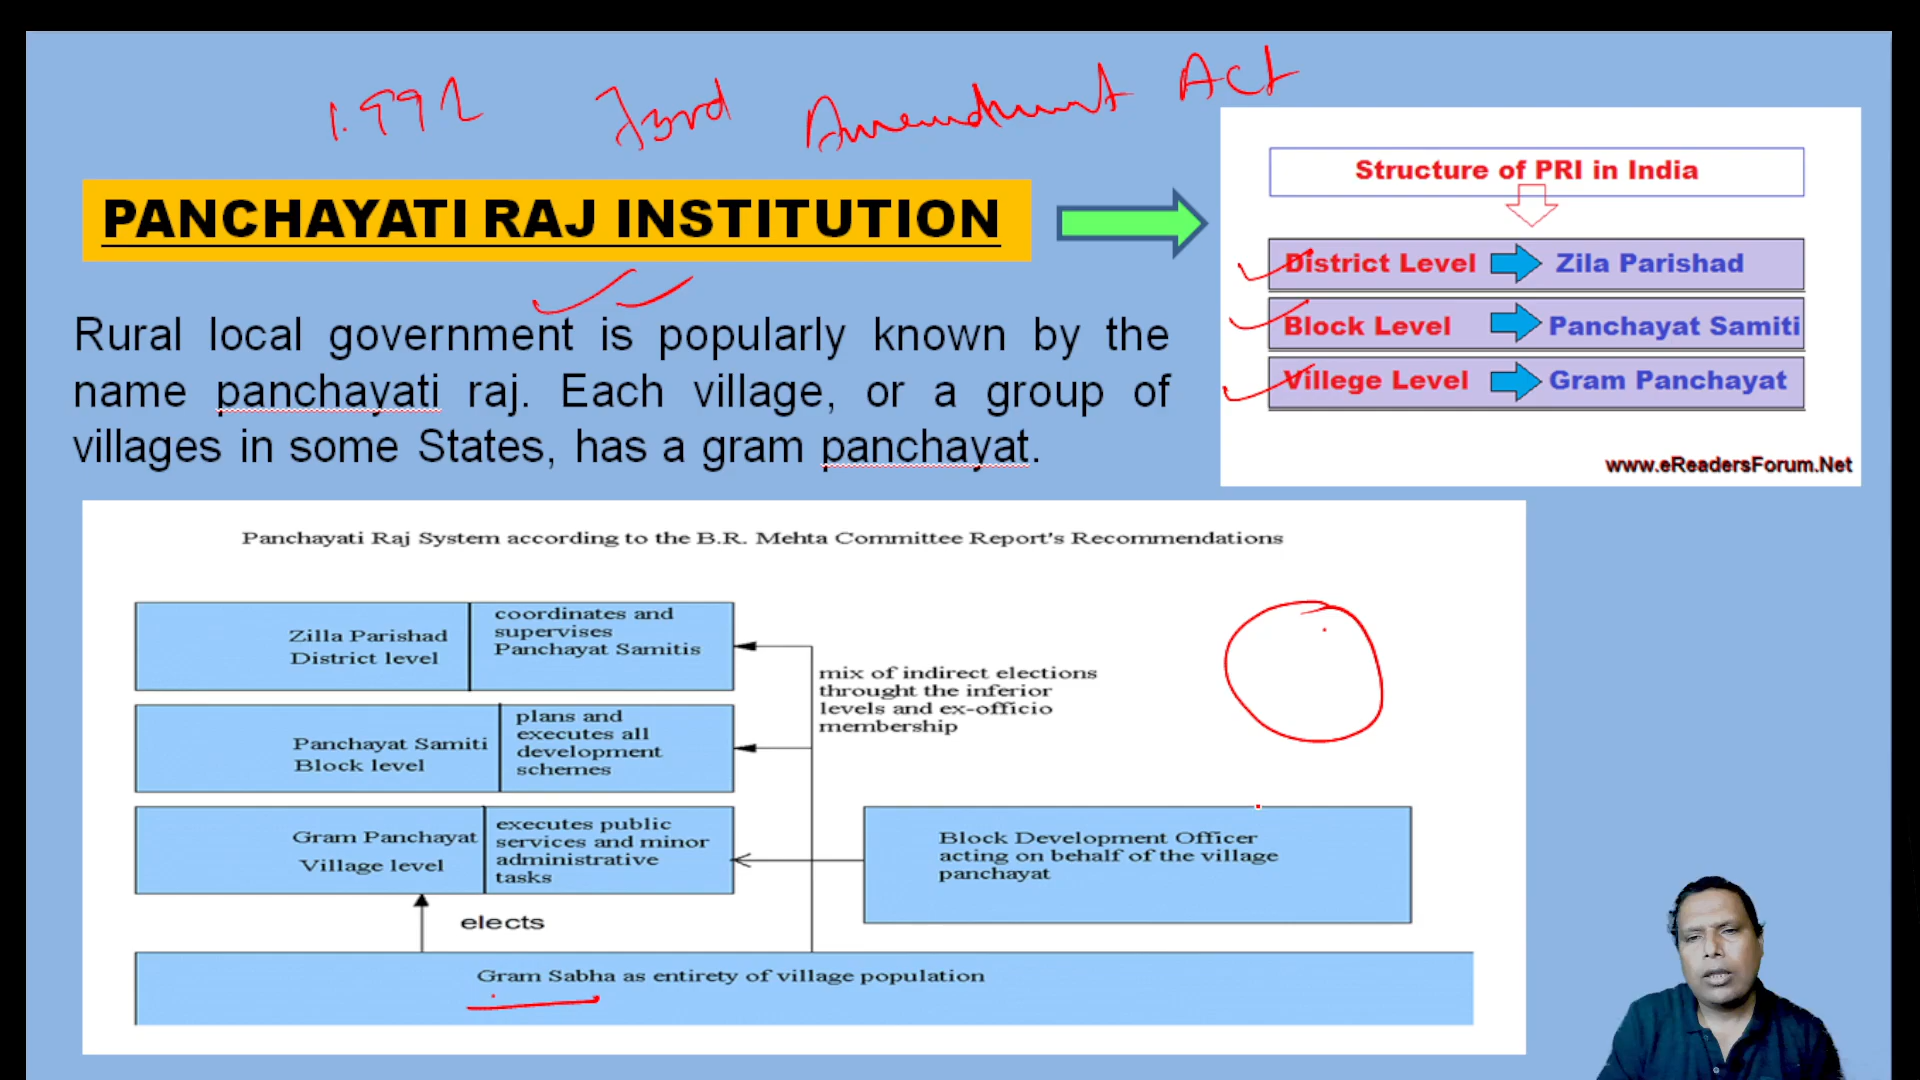 1992 73rd Amendment Act
PANCHAYATI RAJ INSTITUTION
Rural local government is popularly known by the
name panchayati raj. Each village, or a group of
villages in some States, has a gram panchayat.
Structure of PRI in India
District Level Zila Parishad
Block Level Panchayat Samiti
Villege Level Gram Panchayat
www.eReadersForum.Net
Panchayati Raj System according to the B.R. Mehta Committee Report's Recommendations
Zilla Parishad
District level
coordinates and
supervises
Panchayat Samitis
mix of indirect elections
throught the inferior
levels and ex-officio
membership
Panchayat Samiti
Block level
plans and
executes all
development
schemes
Gram Panchayat
Village level
executes public
services and minor
administrative
tasks
Block Development Officer
acting on behalf of the village
panchayat
elects
Gram Sabha as entirety of village population